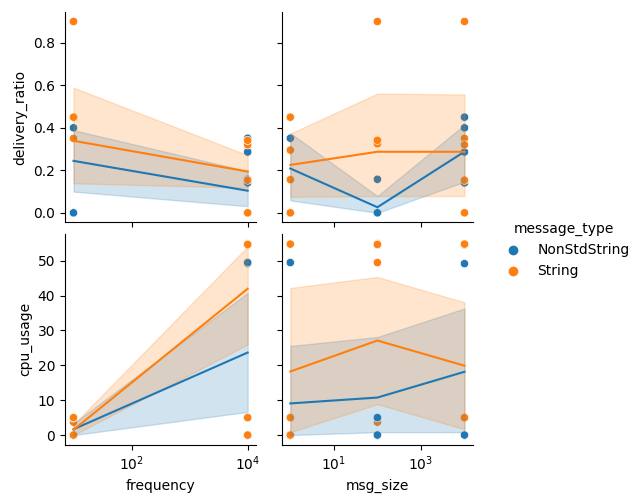 delivery_ratio
0.8
0.6
0.4
0.2
0.0
cpu_usage
50
40
30
20
10
0
10²
10⁴
frequency
10¹
10³
msg_size
message_type
NonStdString
String